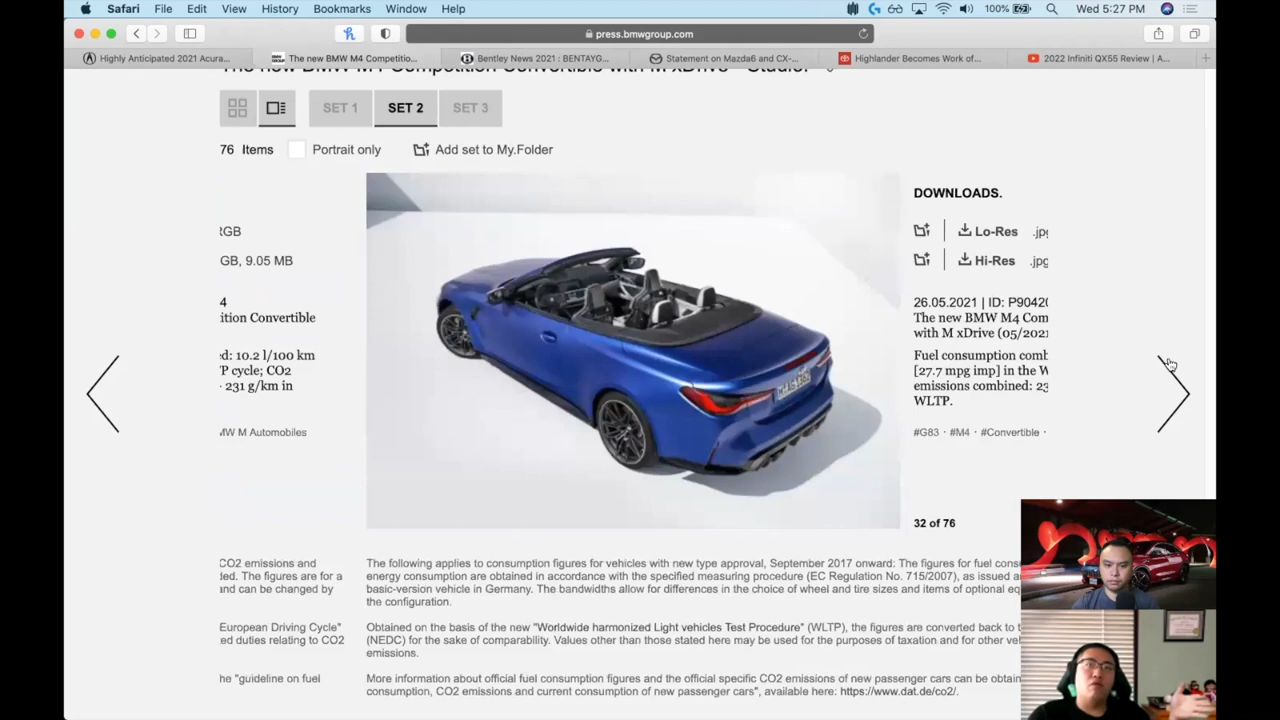 Safari File Edit View History Bookmarks Window Help
100% Wed 5:27 PM
press.bmwgroup.com
Highly Anticipated 2021 Acura...
The new BMW M4 Competitio...
Bentley News 2021 : BENTAYG...
Statement on Mazda6 and CX-...
Highlander Becomes Work of...
2022 Infiniti QX55 Review | A...
The new BMW M4 Competition Convertible with M xDrive - Studio.
SET 1 SET 2 SET 3
76 Items Portrait only Add set to My.Folder
DOWNLOADS.
RGB
Lo-Res .jpg
GB, 9.05 MB
Hi-Res .jpg
4
ition Convertible
26.05.2021 | ID: P90420
The new BMW M4 Com
with M xDrive (05/2021
ed: 10.2 l/100 km
P cycle; CO2
- 231 g/km in
Fuel consumption comb
[27.7 mpg imp] in the W
emissions combined: 23
WLTP.
MW M Automobiles
#G83 · #M4 · #Convertible ·
32 of 76
CO2 emissions and
ded. The figures are for a
and can be changed by
The following applies to consumption figures for vehicles with new type approval, September 2017 onward: The figures for fuel cons
energy consumption are obtained in accordance with the specified measuring procedure (EC Regulation No. 715/2007), as issued a
basic-version vehicle in Germany. The bandwidths allow for differences in the choice of wheel and tire sizes and items of optional eq
the configuration.
European Driving Cycle"
ed duties relating to CO2
Obtained on the basis of the new "Worldwide harmonized Light vehicles Test Procedure" (WLTP), the figures are converted back to t
(NEDC) for the sake of comparability. Values other than those stated here may be used for the purposes of taxation and for other ve
emissions.
he "guideline on fuel
More information about official fuel consumption figures and the official specific CO2 emissions of new passenger cars can be obtain
consumption, CO2 emissions and current consumption of new passenger cars", available here: https://www.dat.de/co2/.